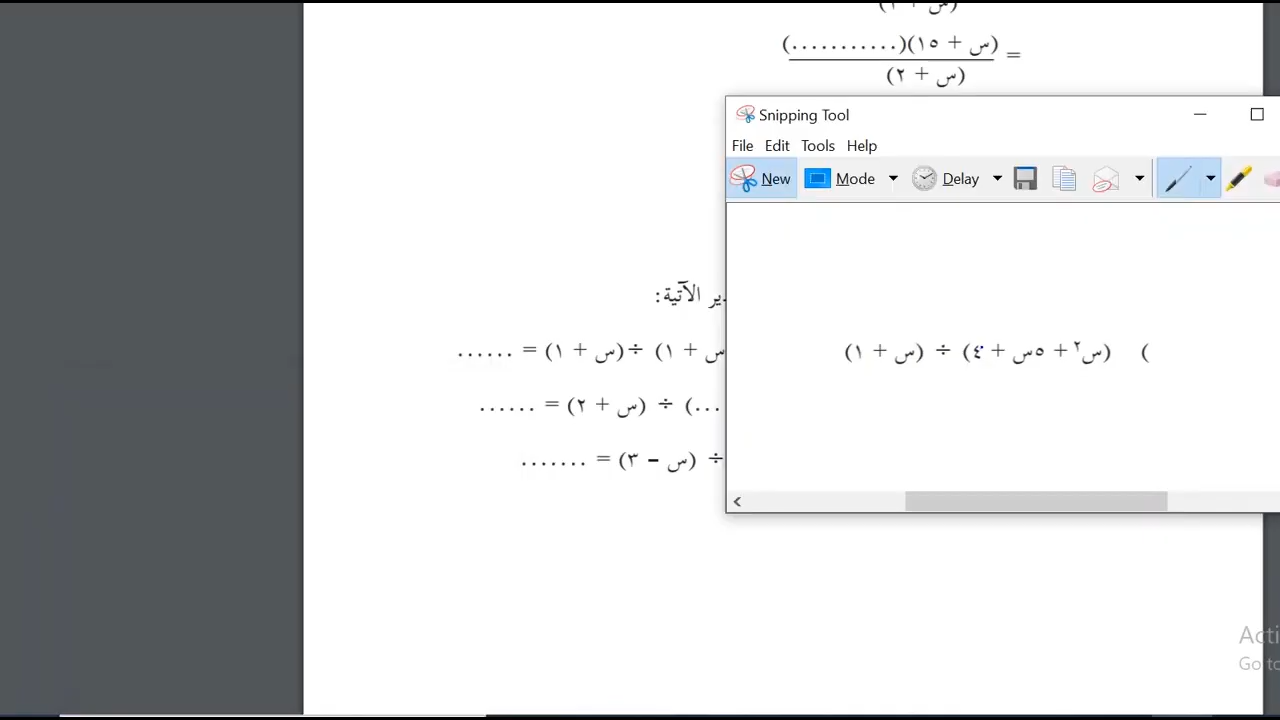 (س + ١٥)(...........)
=
(س + ٢)
Snipping Tool
File Edit Tools Help
New Mode Delay
الآتية:
(س٢ + ٥س + ٤) ÷ (س + ١)
س + ١) ÷ (س + ١) = ......
...) ÷ (س + ٢) = ......
÷ (س – ٣) = .......